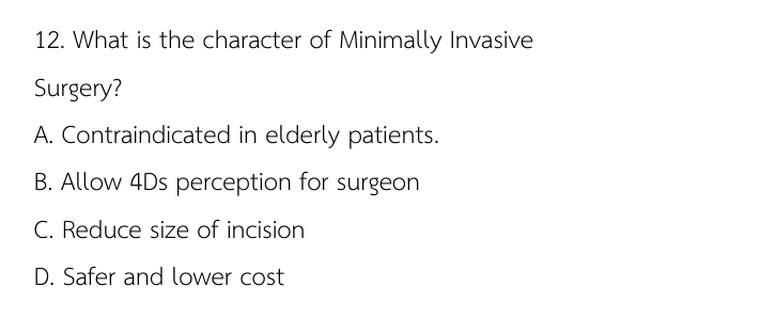 12. What is the character of Minimally Invasive
Surgery?
A. Contraindicated in elderly patients.
B. Allow 4Ds perception for surgeon
C. Reduce size of incision
D. Safer and lower cost